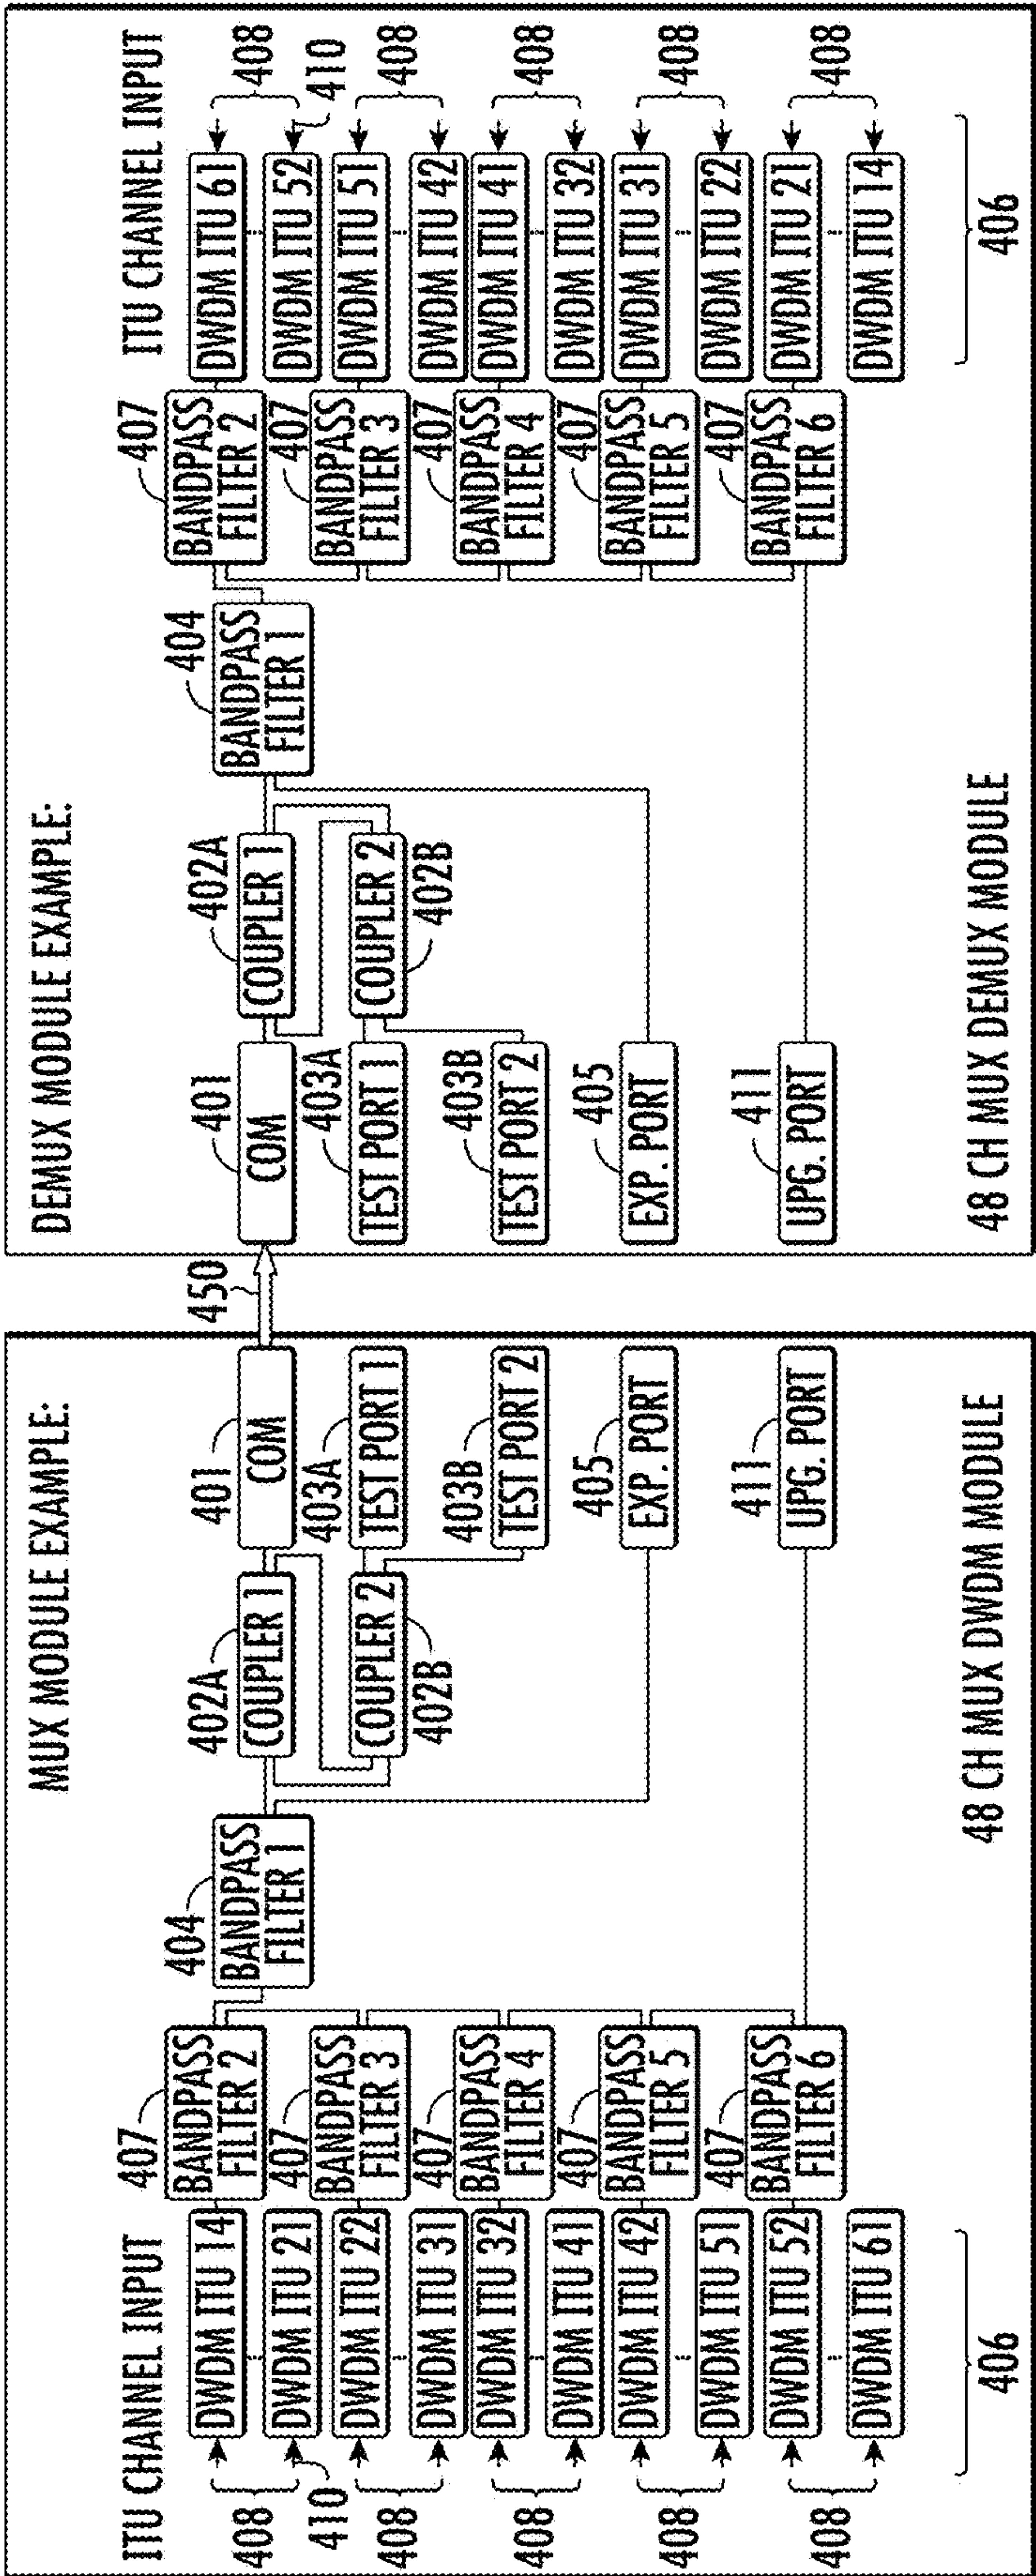 MUX MODULE EXAMPLE:
ITU CHANNEL INPUT
408
410
408
408
408
408
DWDM ITU 14
DWDM ITU 21
DWDM ITU 22
DWDM ITU 31
DWDM ITU 32
DWDM ITU 41
DWDM ITU 42
DWDM ITU 51
DWDM ITU 52
DWDM ITU 61
406
407
BANDPASS
FILTER 2
407
BANDPASS
FILTER 3
407
BANDPASS
FILTER 4
407
BANDPASS
FILTER 5
407
BANDPASS
FILTER 6
404
BANDPASS
FILTER 1
402A
COUPLER 1
COUPLER 2
402B
401
COM
403A
TEST PORT 1
403B
TEST PORT 2
405
EXP. PORT
411
UPG. PORT
48 CH MUX DWDM MODULE
450
DEMUX MODULE EXAMPLE:
401
COM
403A
TEST PORT 1
403B
TEST PORT 2
405
EXP. PORT
411
UPG. PORT
402A
COUPLER 1
COUPLER 2
402B
404
BANDPASS
FILTER 1
407
BANDPASS
FILTER 2
407
BANDPASS
FILTER 3
407
BANDPASS
FILTER 4
407
BANDPASS
FILTER 5
407
BANDPASS
FILTER 6
ITU CHANNEL INPUT
DWDM ITU 61
DWDM ITU 52
DWDM ITU 51
DWDM ITU 42
DWDM ITU 41
DWDM ITU 32
DWDM ITU 31
DWDM ITU 22
DWDM ITU 21
DWDM ITU 14
408
410
408
408
408
408
406
48 CH MUX DEMUX MODULE